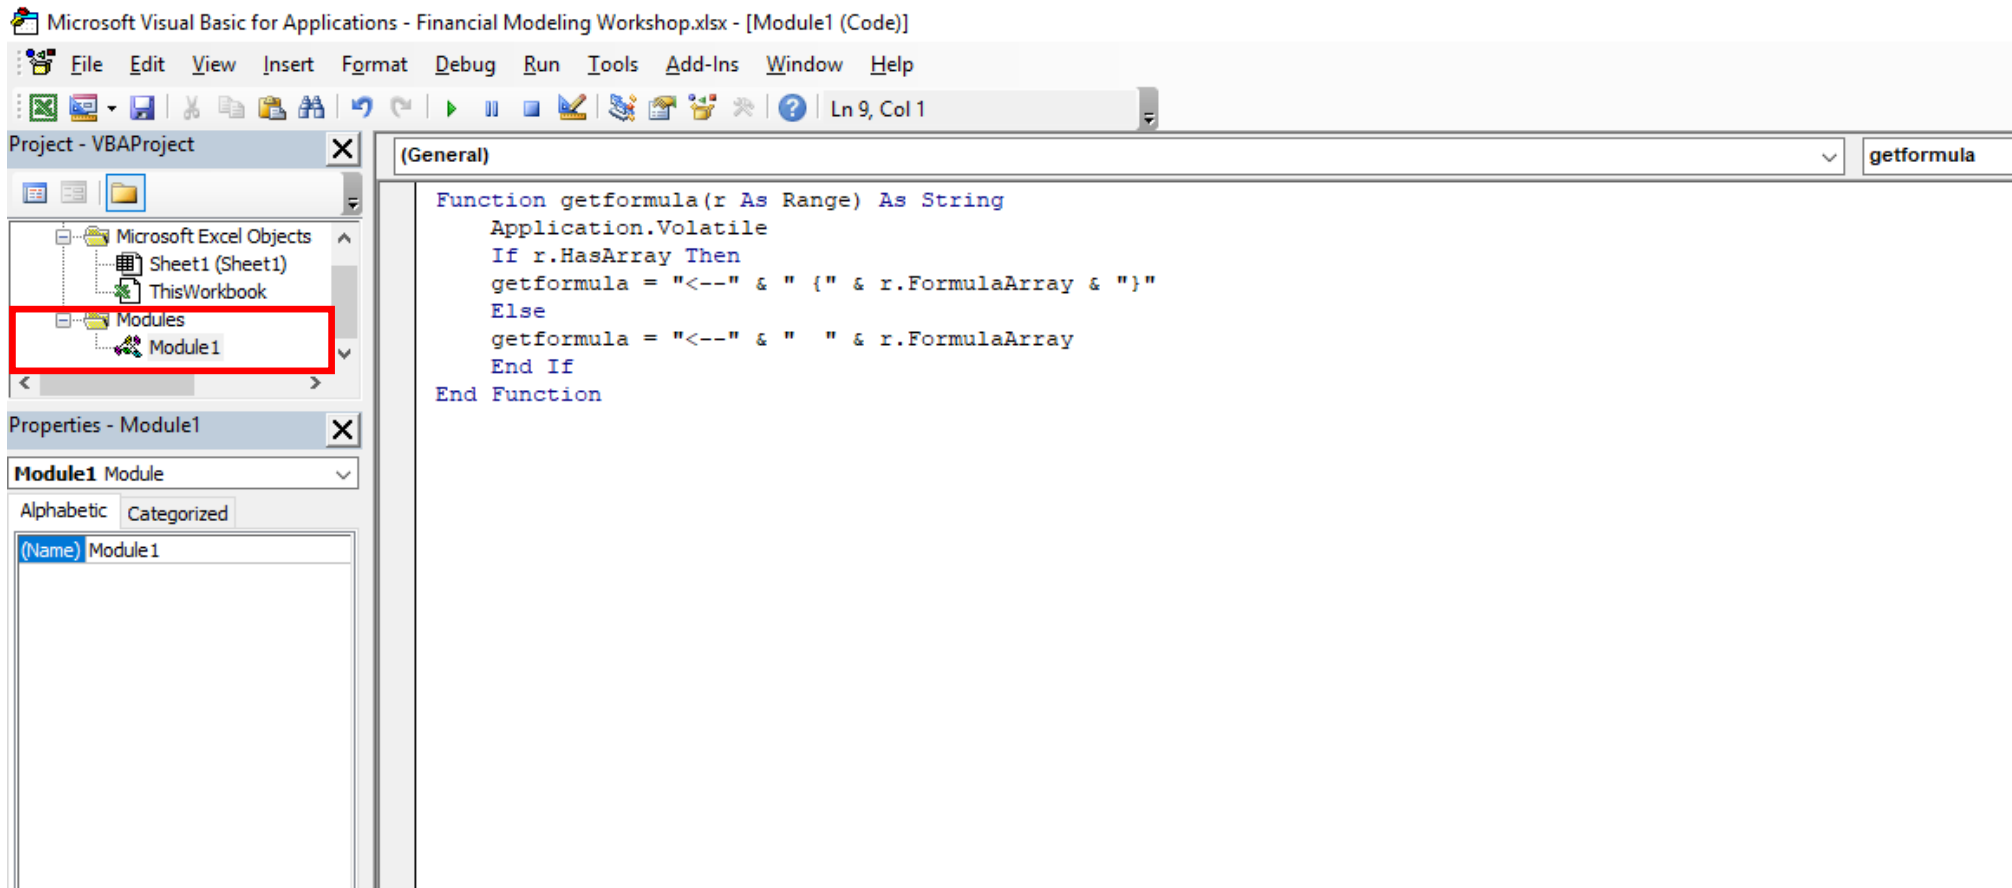 Microsoft Visual Basic for Applications - Financial Modeling Workshop.xlsx - [Module1 (Code)]
File Edit View Insert Format Debug Run Tools Add-Ins Window Help
Ln 9, Col 1
Project - VBAProject
Microsoft Excel Objects
Sheet1 (Sheet1)
ThisWorkbook
Modules
Module1
Properties - Module1
Module1 Module
Alphabetic Categorized
(Name) Module1
(General) getformula
Function getformula(r As Range) As String
    Application.Volatile
    If r.HasArray Then
    getformula = "<--" & " {" & r.FormulaArray & "}"
    Else
    getformula = "<--" & "  " & r.FormulaArray
    End If
End Function